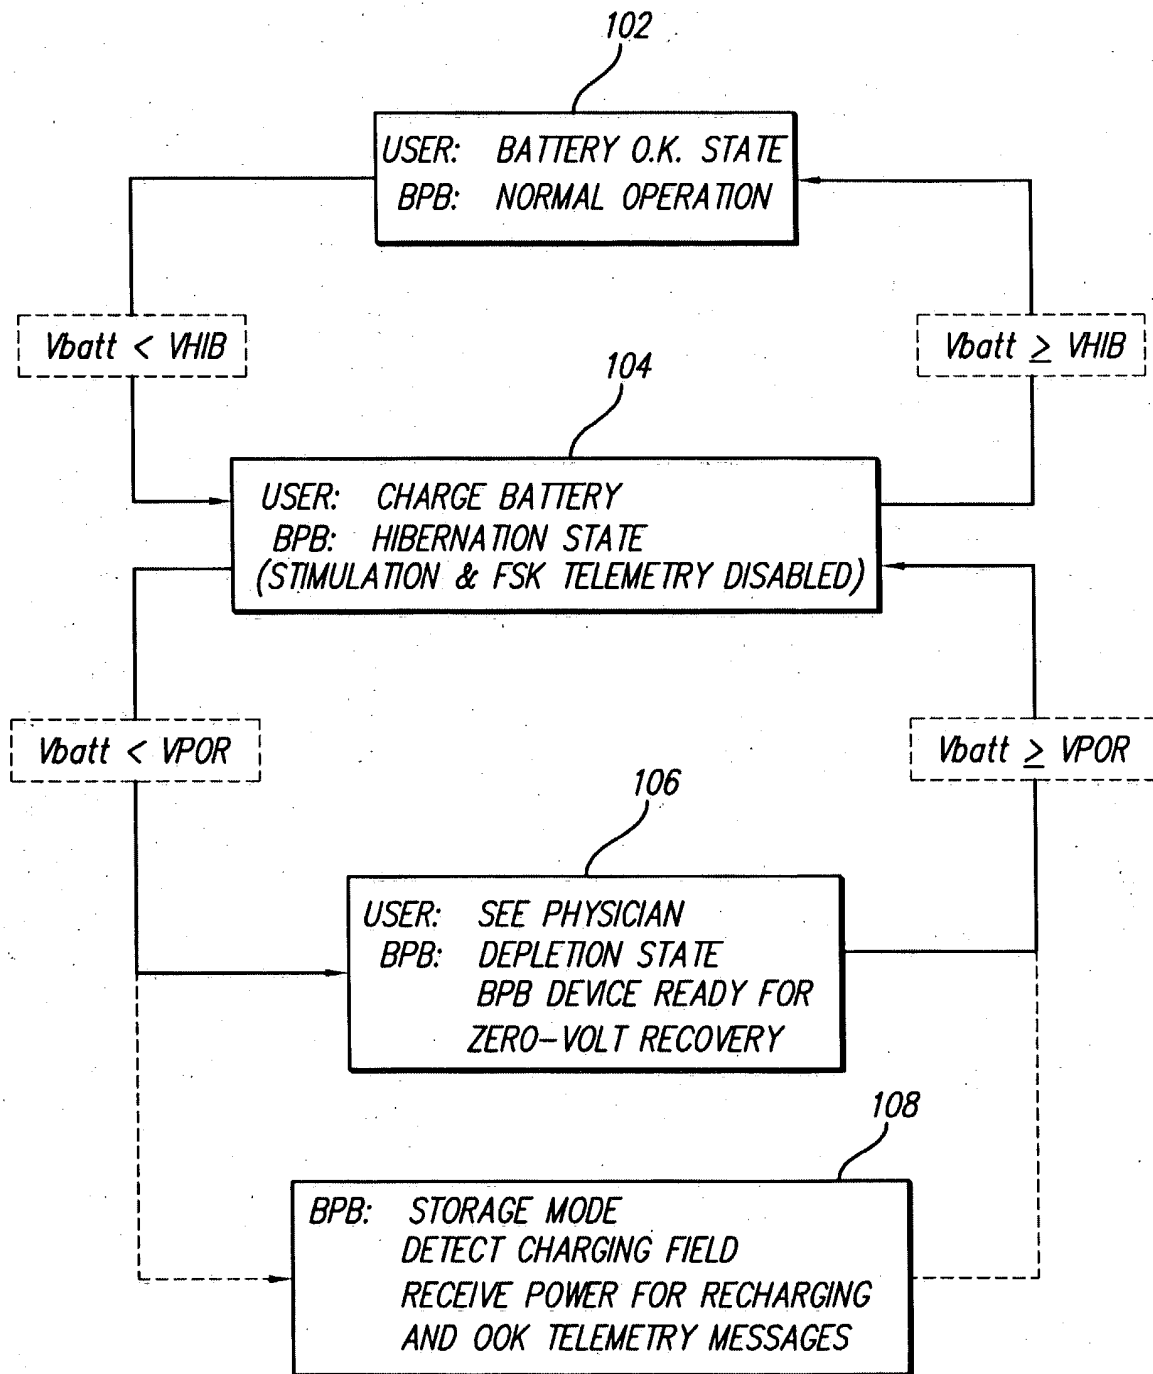 102
USER: BATTERY O.K. STATE
BPB: NORMAL OPERATION
Vbatt < VHIB
Vbatt ≥ VHIB
104
USER: CHARGE BATTERY
BPB: HIBERNATION STATE
(STIMULATION & FSK TELEMETRY DISABLED)
Vbatt < VPOR
Vbatt ≥ VPOR
106
USER: SEE PHYSICIAN
BPB: DEPLETION STATE
BPB DEVICE READY FOR
ZERO-VOLT RECOVERY
108
BPB: STORAGE MODE
DETECT CHARGING FIELD
RECEIVE POWER FOR RECHARGING
AND OOK TELEMETRY MESSAGES